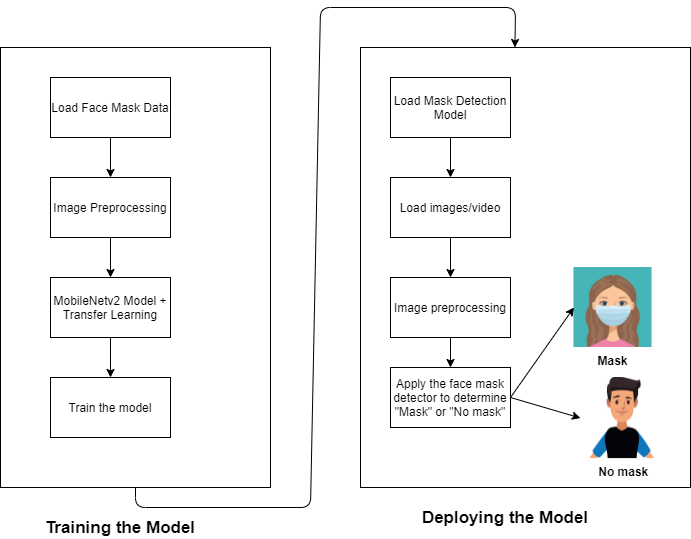 Load Face Mask Data
Image Preprocessing
MobileNetv2 Model +
Transfer Learning
Train the model
Training the Model
Load Mask Detection
Model
Load images/video
Image preprocessing
Apply the face mask
detector to determine
"Mask" or "No mask"
Mask
No mask
Deploying the Model